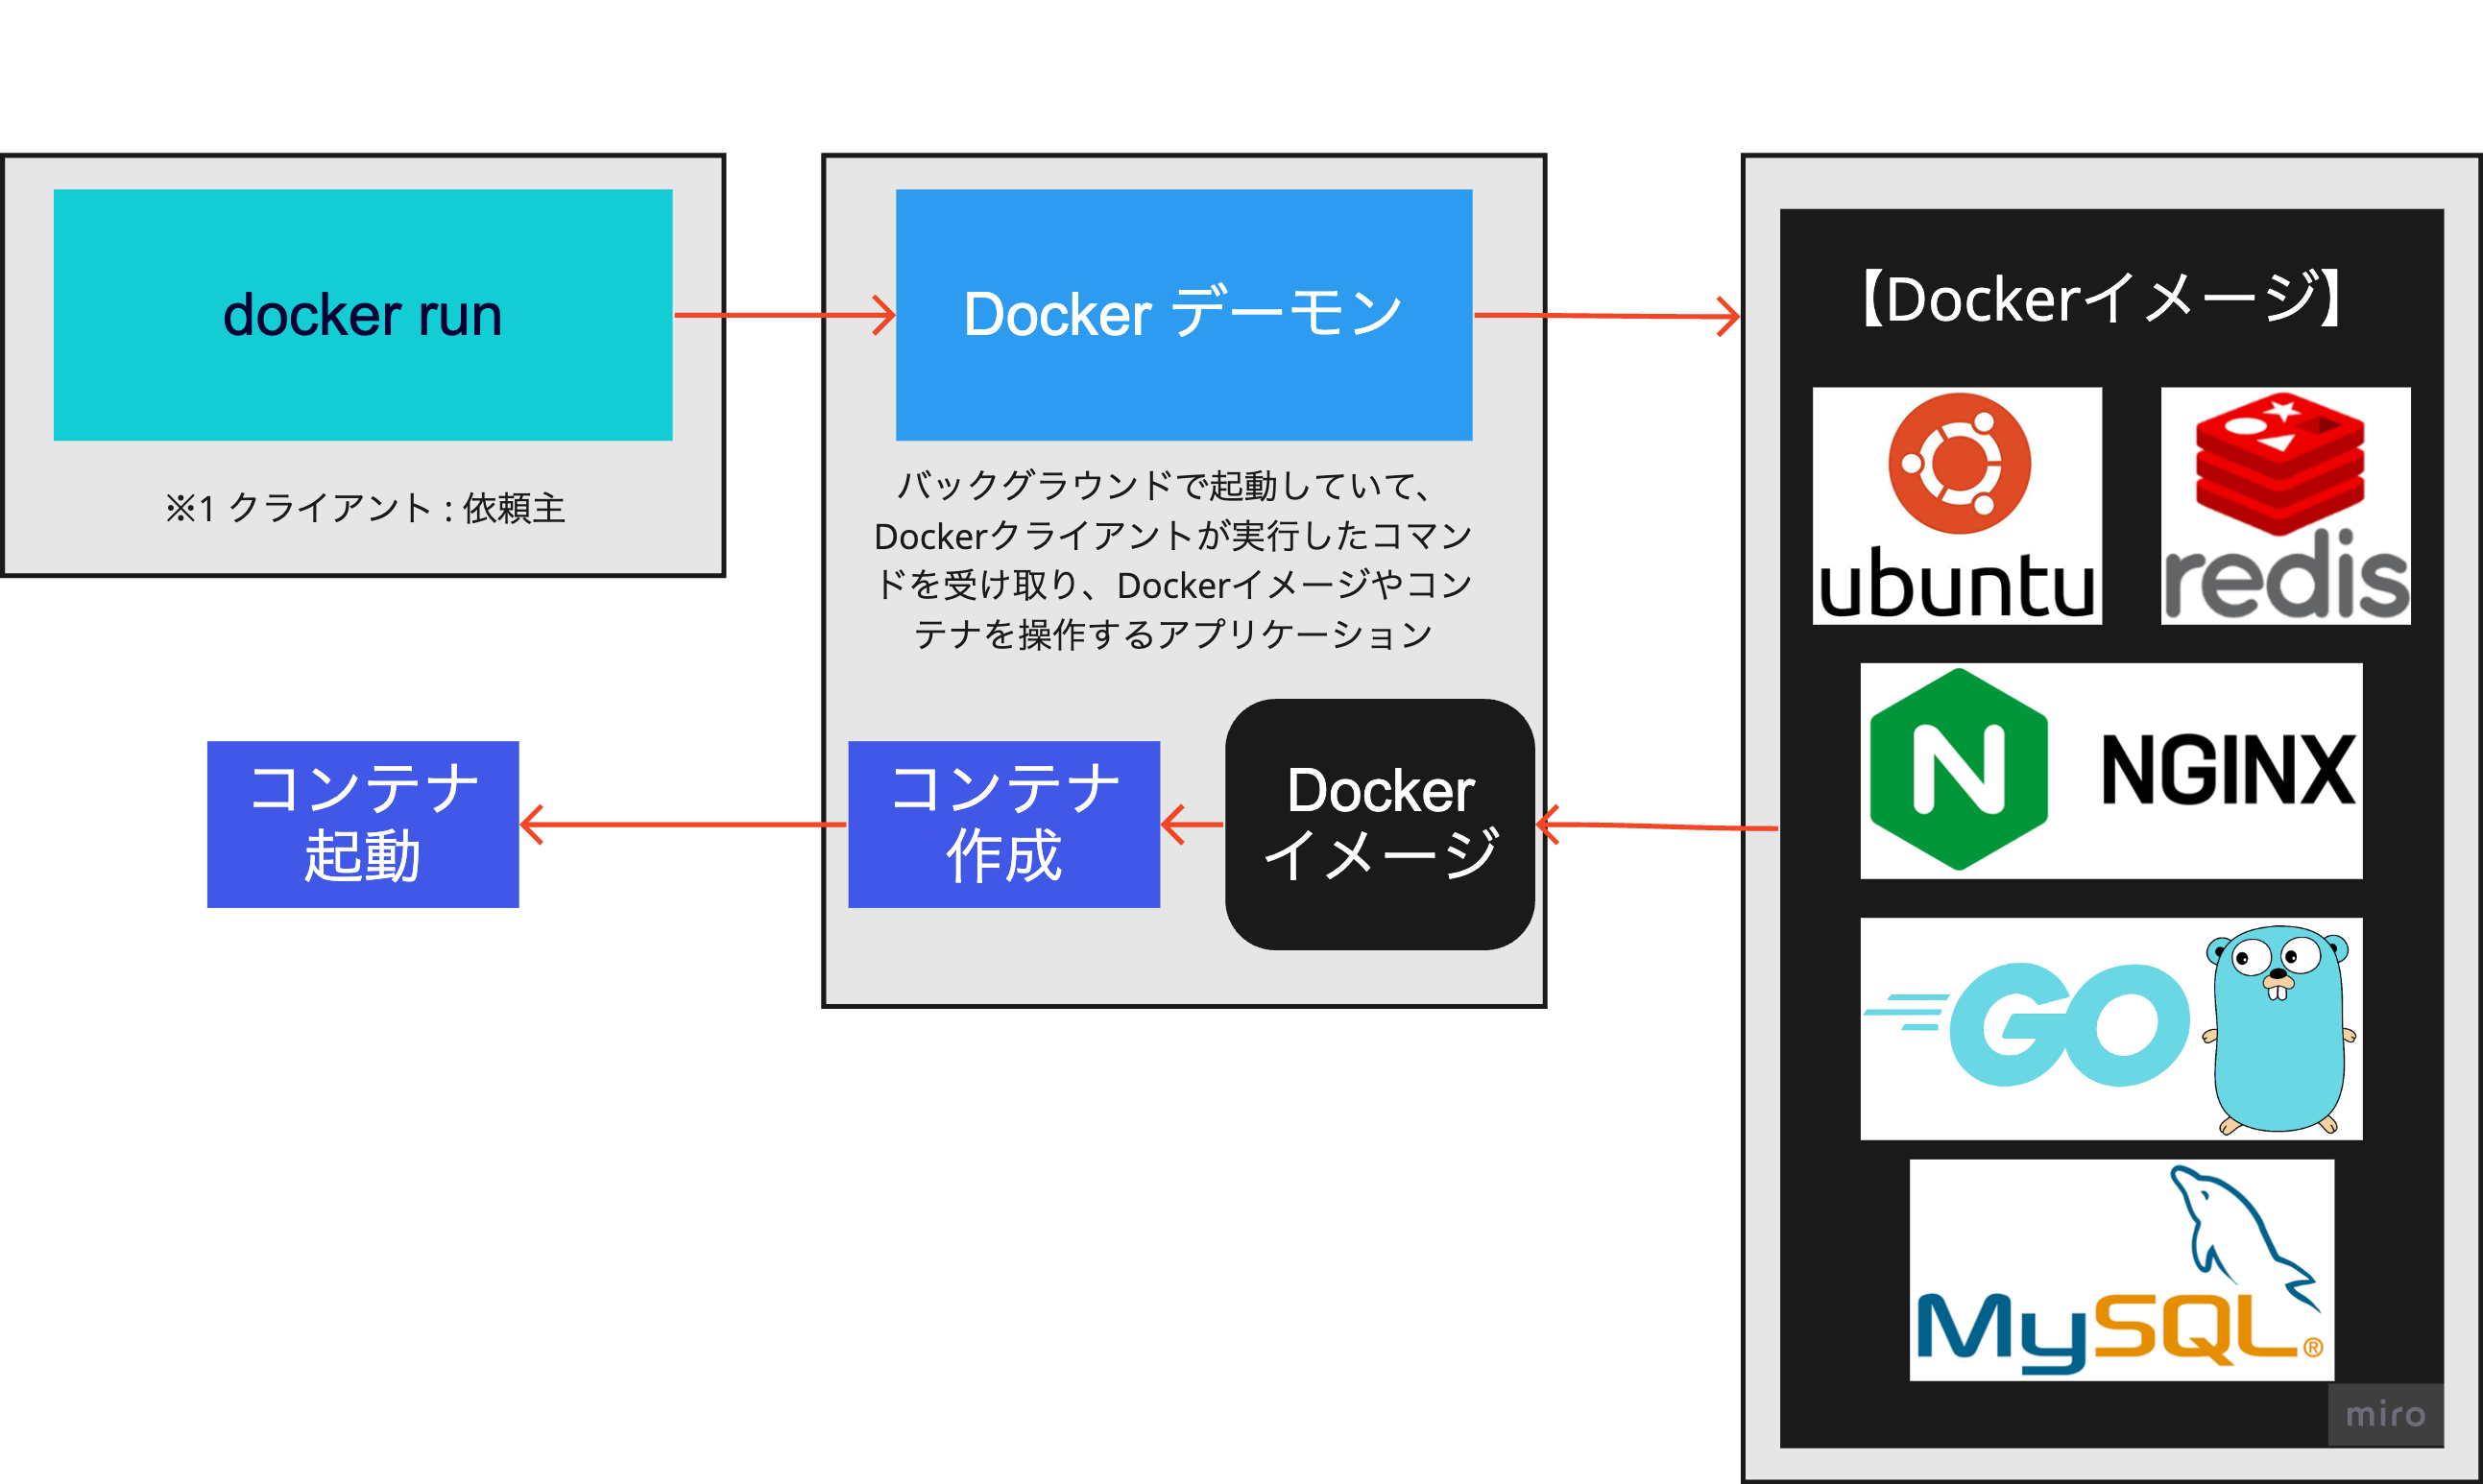 docker run
※1 クライアント：依頼主
Docker デーモン
バックグラウンドで起動していて、
Dockerクライアントが実行したコマン
ドを受け取り、Dockerイメージやコン
テナを操作するアプリケーション
コンテナ
起動
コンテナ
作成
Docker
イメージ
【Dockerイメージ】
ubuntu
redis
N
NGINX
GO
MySQL®
miro